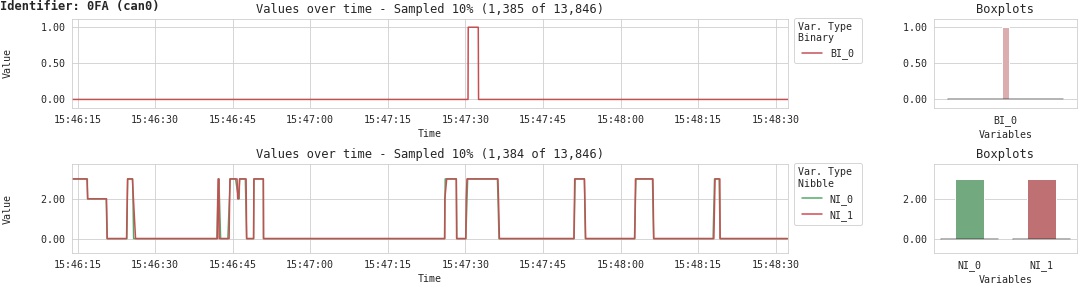 Identifier: 0FA (can0)
Values over time - Sampled 10% (1,385 of 13,846)
Boxplots
Value
1.00
0.50
0.00
15:46:15 15:46:30 15:46:45 15:47:00 15:47:15 15:47:30 15:47:45 15:48:00 15:48:15 15:48:30
Time
Var. Type
Binary
BI_0
1.00
0.50
0.00
BI_0
Variables
Values over time - Sampled 10% (1,384 of 13,846)
Boxplots
Value
2.00
0.00
15:46:15 15:46:30 15:46:45 15:47:00 15:47:15 15:47:30 15:47:45 15:48:00 15:48:15 15:48:30
Time
Var. Type
Nibble
NI_0
NI_1
2.00
0.00
NI_0 NI_1
Variables